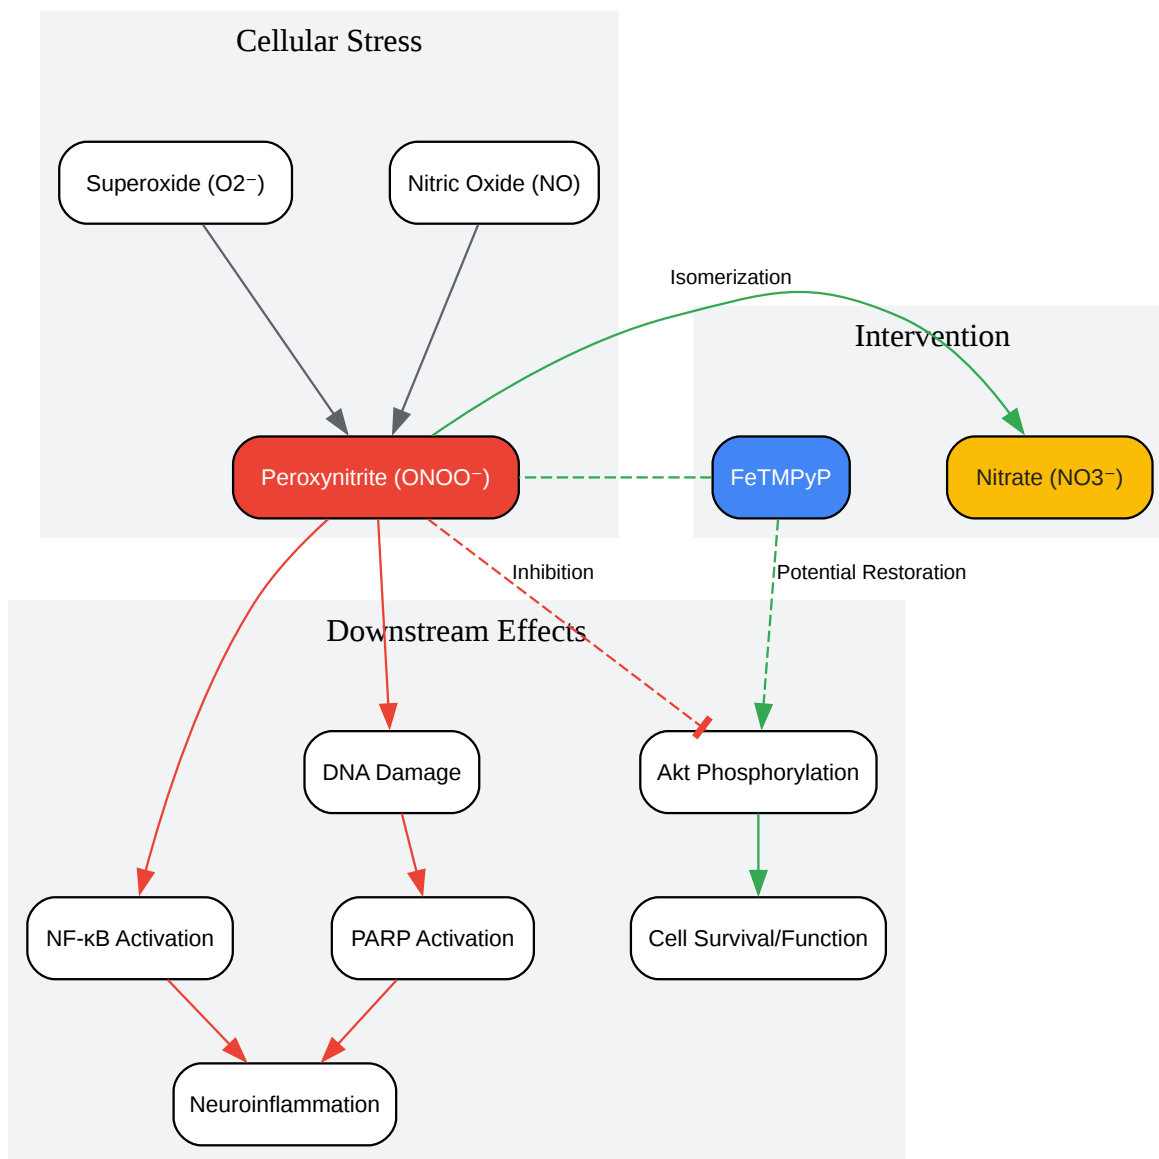 Cellular Stress
Superoxide (O2⁻)
Nitric Oxide (NO)
Isomerization
Intervention
Peroxynitrite (ONOO⁻)
FeTMPyP
Nitrate (NO3⁻)
Inhibition
Potential Restoration
Downstream Effects
DNA Damage
Akt Phosphorylation
NF-κB Activation
PARP Activation
Cell Survival/Function
Neuroinflammation